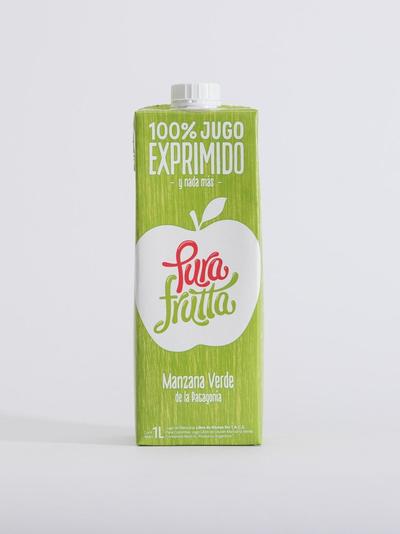 100% JUGO
EXPRIMIDO
- y nada más -
Pura
frutta
Manzana Verde
de la Patagonia
1L